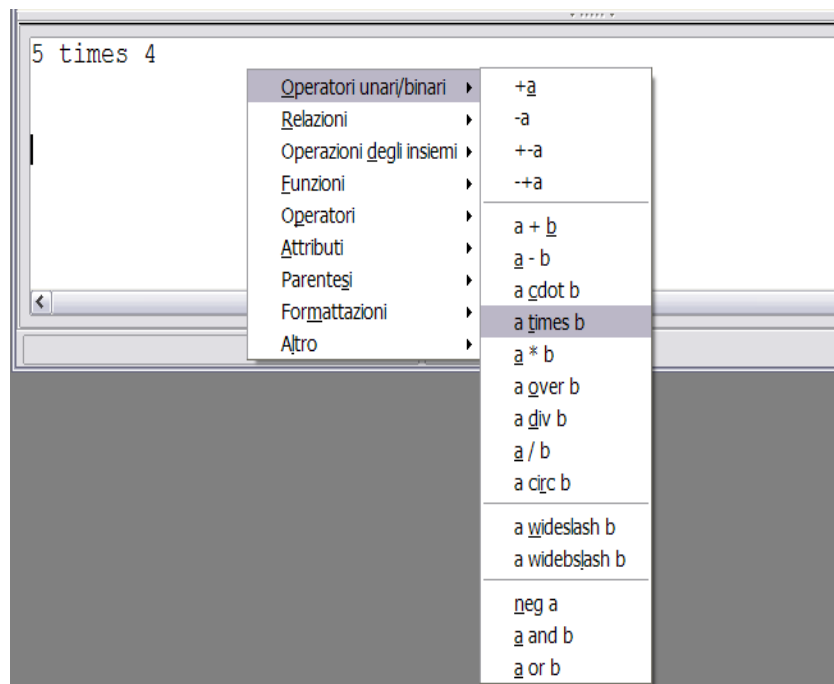 5 times 4
Operatori unari/binari
Relazioni
Operazioni degli insiemi
Funzioni
Operatori
Attributi
Parentesi
Formattazioni
Altro
+a
-a
+-a
-+a
a + b
a - b
a cdot b
a times b
a * b
a over b
a div b
a / b
a circ b
a wideslash b
a widebslash b
neg a
a and b
a or b